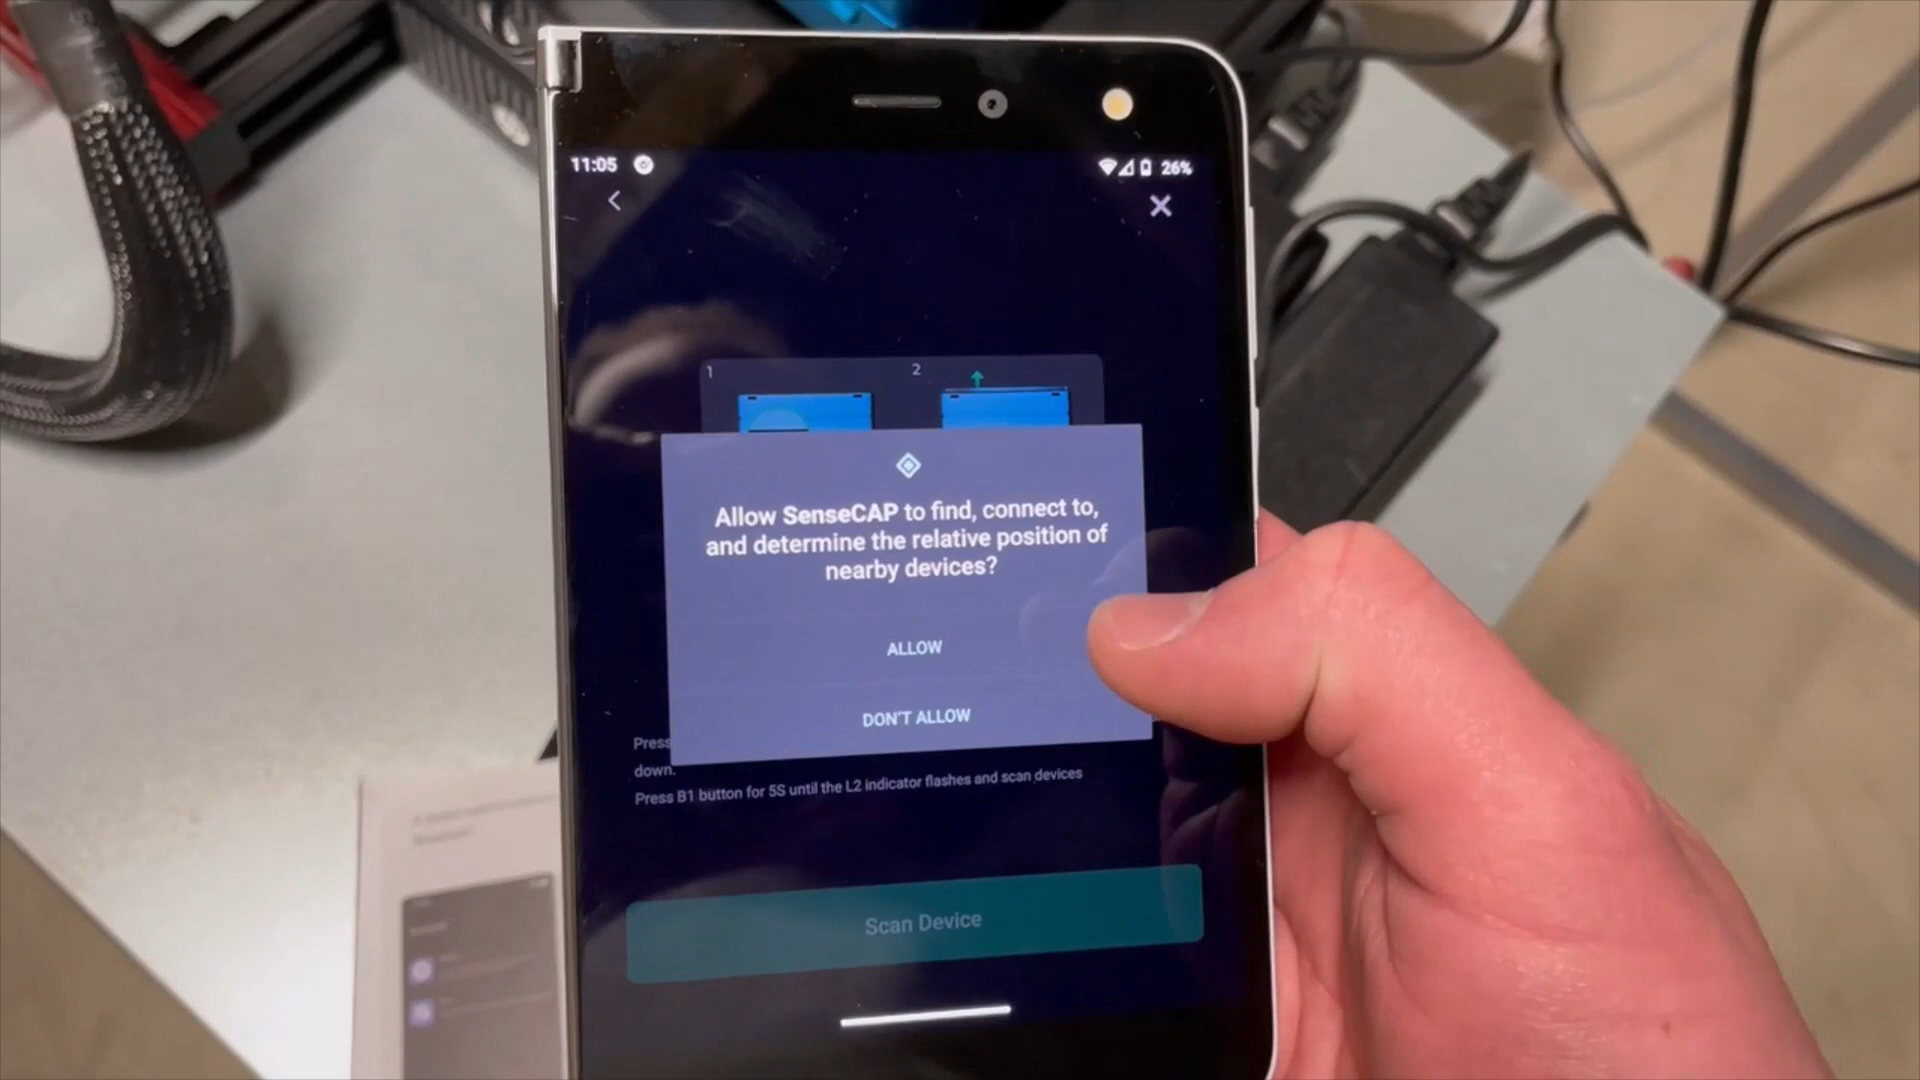 11:05
26%
1
2
Allow SenseCAP to find, connect to,
and determine the relative position of
nearby devices?
ALLOW
DON'T ALLOW
Press
down.
Press B1 button for 5S until the L2 indicator flashes and scan devices
Scan Device